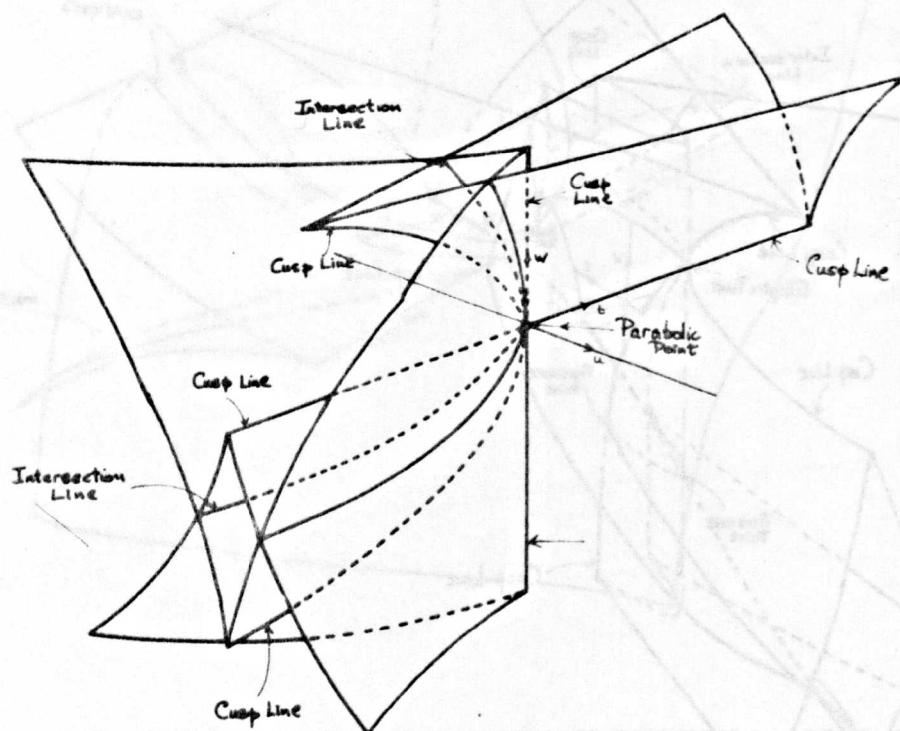 Intersection
Line
Cusp
Line
Cusp Line
w
Cusp Line
t
Parabolic
Point
u
Cusp Line
Intersection
Line
Cusp Line